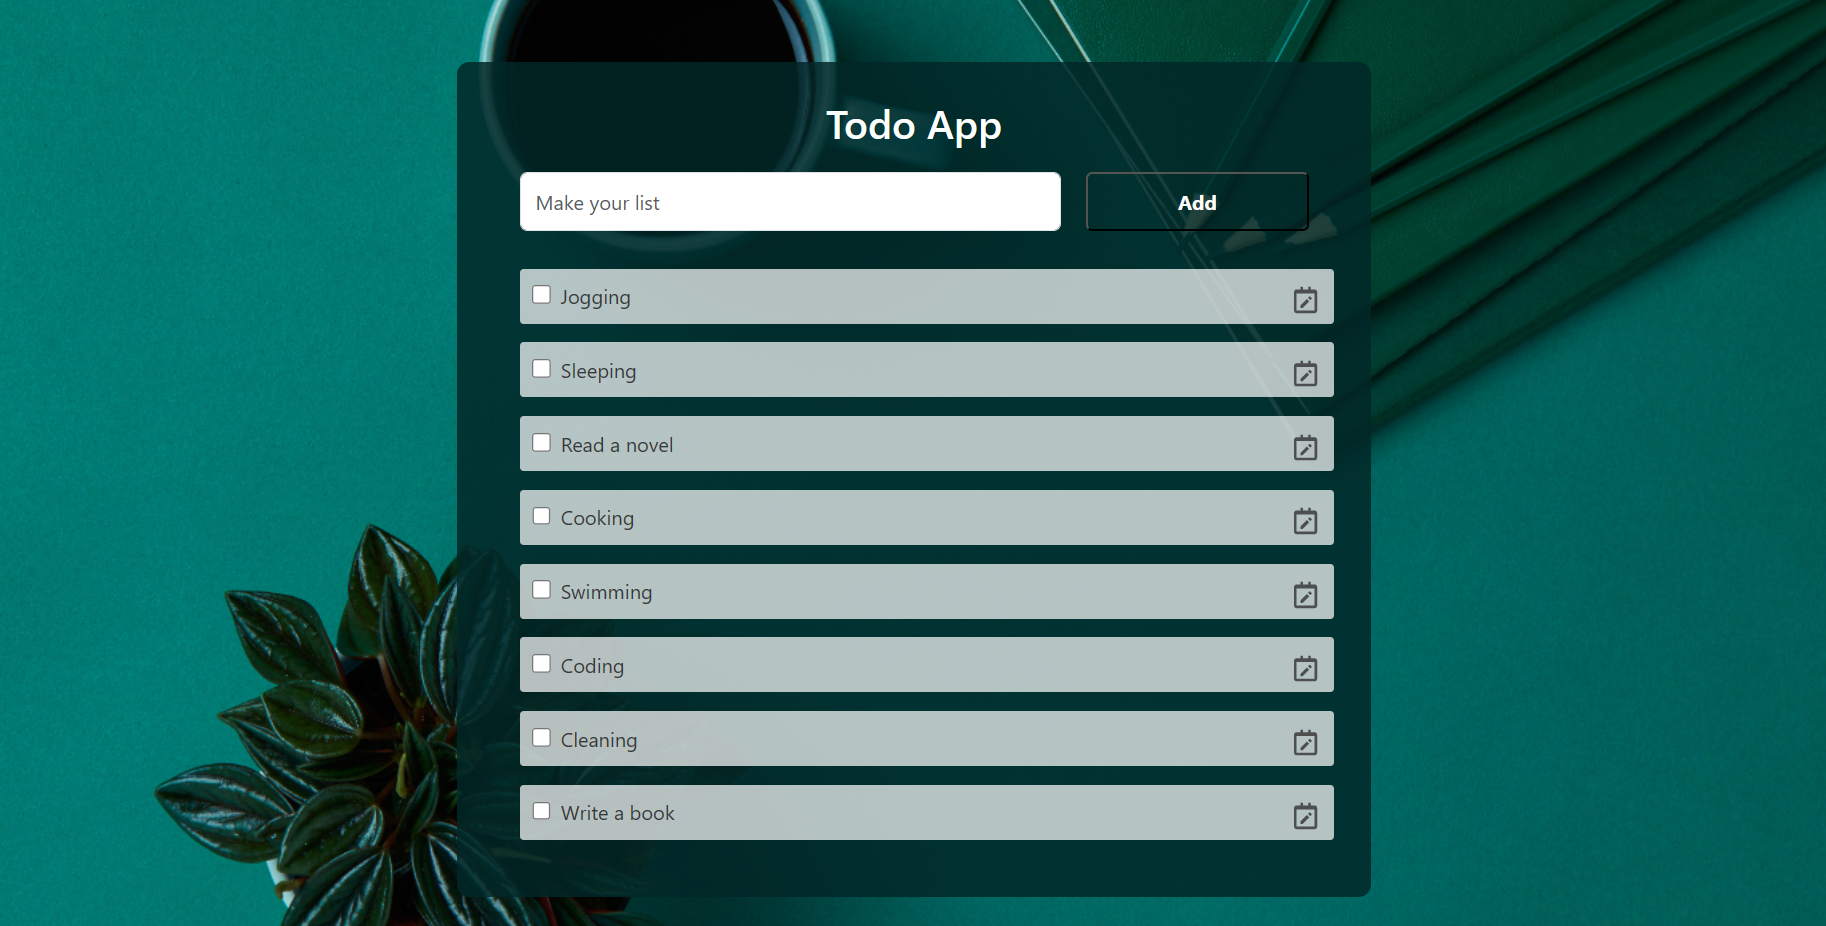 Todo App
Make your list
Add
Jogging
Sleeping
Read a novel
Cooking
Swimming
Coding
Cleaning
Write a book